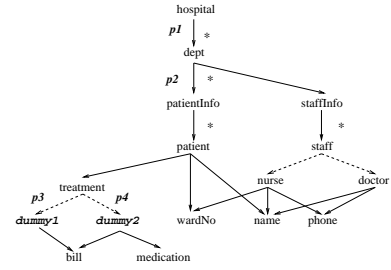 hospital
p1 *
dept
p2 *
patientInfo staffInfo
* *
patient staff
treatment nurse doctor
p3 p4
dummy1 dummy2 wardNo name phone
bill medication